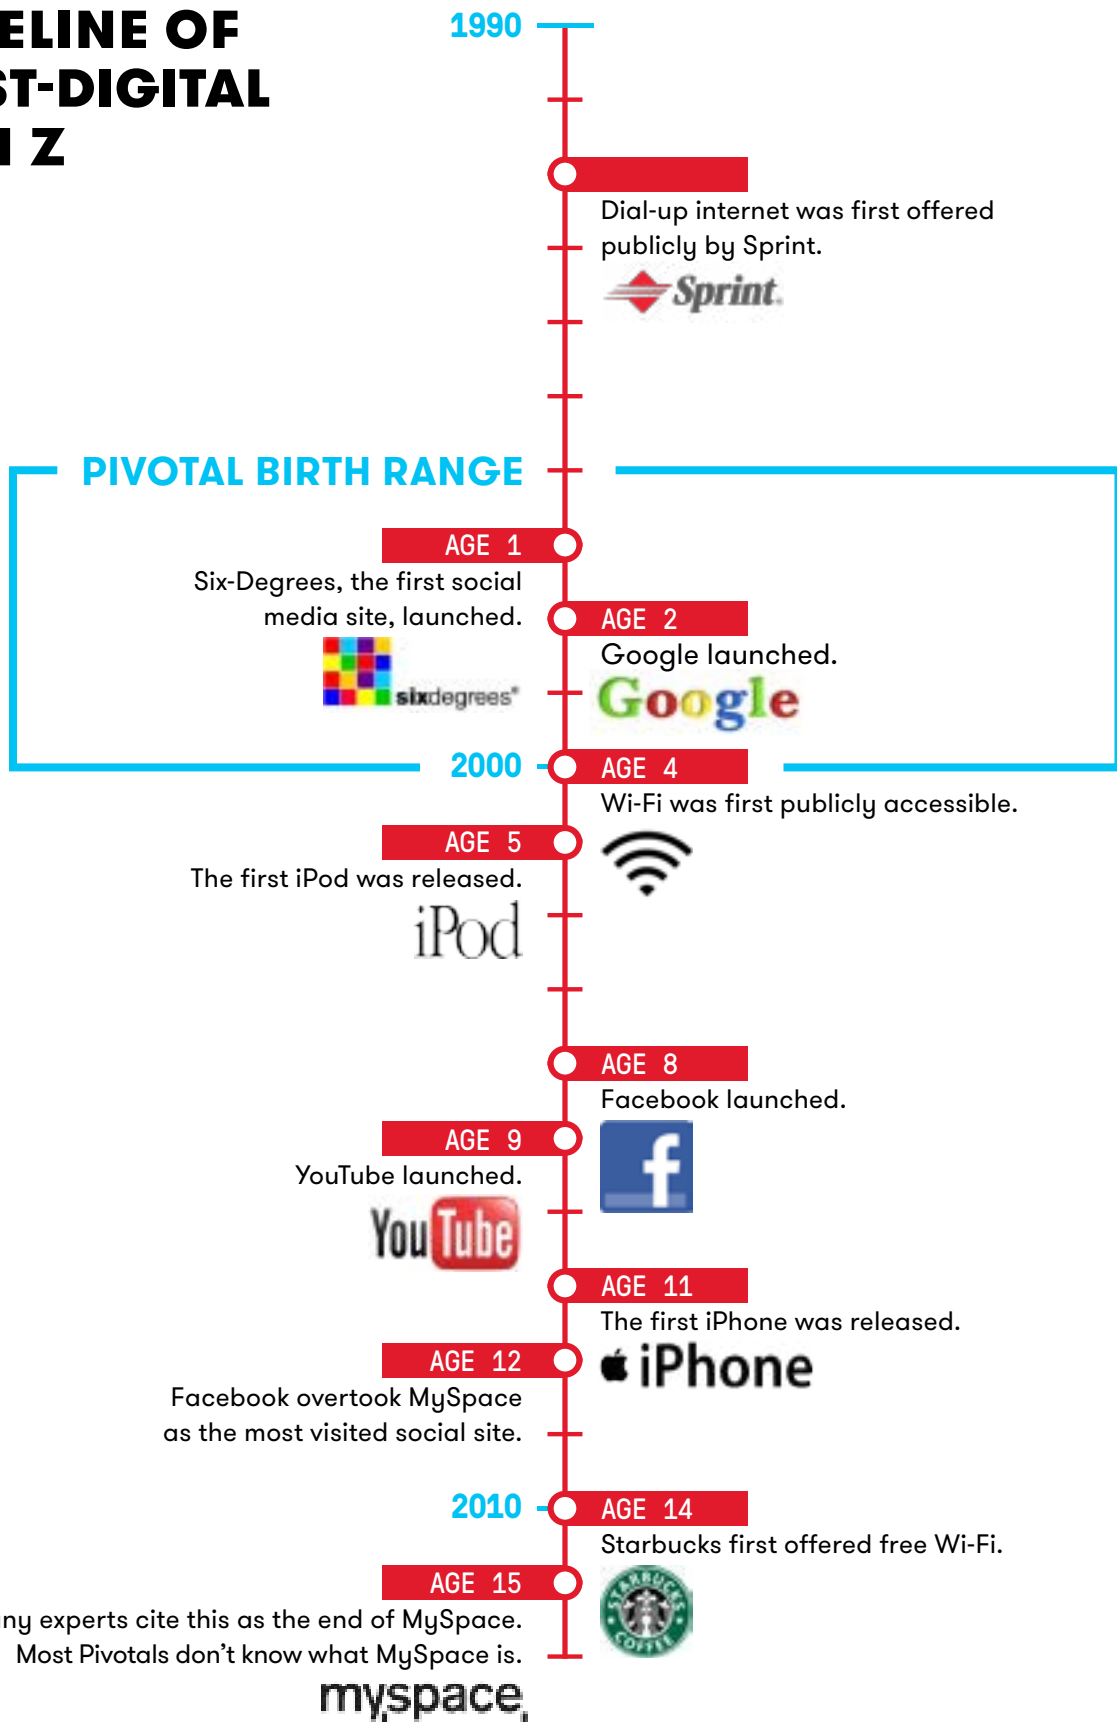 ELINE OF
ST-DIGITAL
Z
1990
Dial-up internet was first offered
publicly by Sprint.
Sprint.
PIVOTAL BIRTH RANGE
AGE 1
Six-Degrees, the first social
media site, launched.
sixdegrees®
AGE 2
Google launched.
Google
2000
AGE 4
Wi-Fi was first publicly accessible.
AGE 5
The first iPod was released.
iPod
AGE 8
Facebook launched.
f
AGE 9
YouTube launched.
YouTube
AGE 11
The first iPhone was released.
iPhone
AGE 12
Facebook overtook MySpace
as the most visited social site.
2010
AGE 14
Starbucks first offered free Wi-Fi.
STARBUCKS
COFFEE
AGE 15
ny experts cite this as the end of MySpace.
Most Pivotals don't know what MySpace is.
myspace